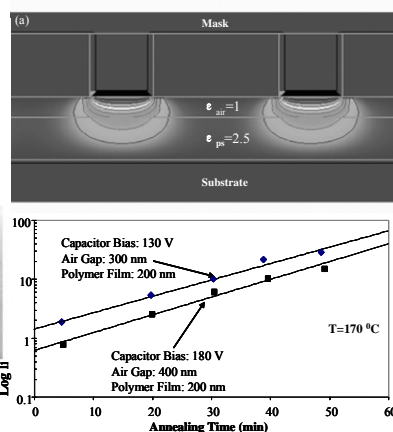 (a)
Mask
ε air=1
ε ps=2.5
Substrate
100
10
1
0.1
Capacitor Bias: 130 V
Air Gap: 300 nm
Polymer Film: 200 nm
T=170 ⁰C
Capacitor Bias: 180 V
Air Gap: 400 nm
Polymer Film: 200 nm
Log
0 10 20 30 40 50 60
Annealing Time (min)